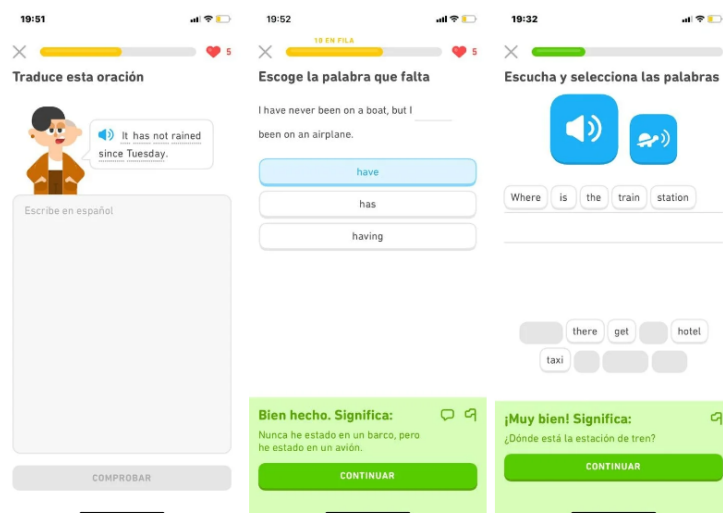 19:51
5
Traduce esta oración
It has not rained
since Tuesday.
Escribe en español
COMPROBAR
19:52
10 EN FILA
5
Escoge la palabra que falta
I have never been on a boat, but I
been on an airplane.
have
has
having
Bien hecho. Significa:
Nunca he estado en un barco, pero
he estado en un avión.
CONTINUAR
19:32
Escucha y selecciona las palabras
Where is the train station
there get hotel
taxi
¡Muy bien! Significa:
¿Dónde está la estación de tren?
CONTINUAR